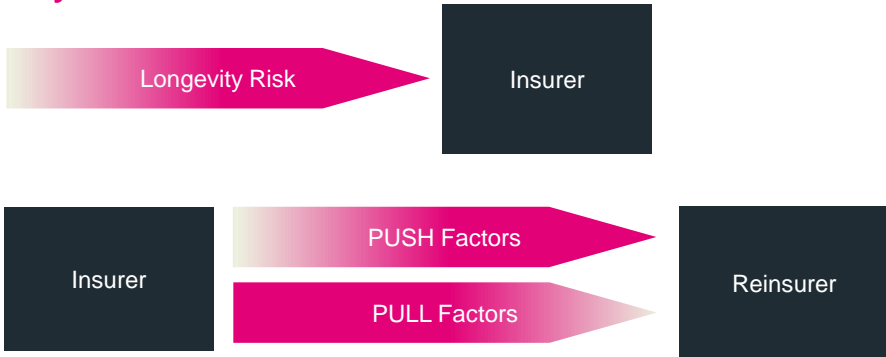 Longevity Risk
Insurer
PUSH Factors
Insurer
Reinsurer
PULL Factors